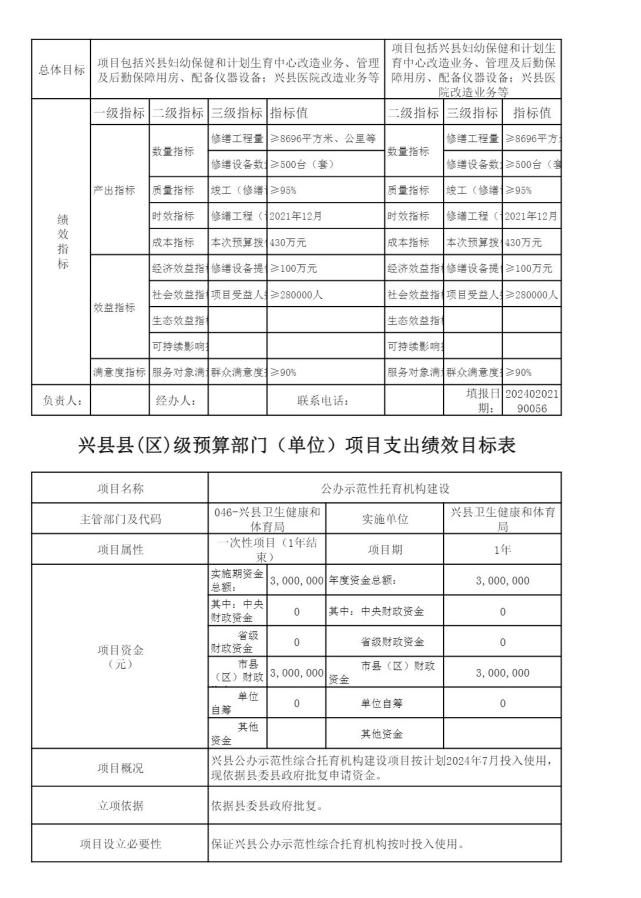 总体目标 项目包括兴县妇幼保健和计划生育中心改造业务、管理 项目包括兴县妇幼保健和计划生
及后勤保障用房、配备仪器设备；兴县医院改造业务等 育中心改造业务、管理及后勤保
障用房、配备仪器设备；兴县医
院改造业务等
绩效指标
一级指标 二级指标 三级指标 指标值 二级指标 三级指标 指标值
产出指标 数量指标 修缮工程量 ≥8696平方米、公里等 数量指标 修缮工程量 ≥8696平方
修缮设备数 ≥500台（套） 修缮设备数 ≥500台（
质量指标 竣工（修缮 ≥95% 质量指标 竣工（修缮 ≥95%
时效指标 修缮工程（ 2021年12月 时效指标 修缮工程（ 2021年12月
成本指标 本次预算拨 430万元 成本指标 本次预算拨 430万元
效益指标 经济效益指 修缮设备提 ≥100万元 经济效益指 修缮设备提 ≥100万元
社会效益指 项目受益人 ≥280000人 社会效益指 项目受益人 ≥280000人
生态效益指 生态效益指
可持续影响 可持续影响
满意度指标 服务对象满 群众满意度 ≥90% 服务对象满 群众满意度 ≥90%
负责人： 经办人： 联系电话： 填报日期： 20240202190056
兴县县(区)级预算部门（单位）项目支出绩效目标表
项目名称 公办示范性托育机构建设
主管部门及代码 046-兴县卫生健康和体育局 实施单位 兴县卫生健康和体育局
项目属性 一次性项目（1年结束） 项目期 1年
项目资金
（元）
实施期资金总额： 3,000,000 年度资金总额： 3,000,000
其中：中央财政资金 0 其中：中央财政资金 0
省级财政资金 0 省级财政资金 0
市县（区）财政 3,000,000 市县（区）财政资金 3,000,000
单位自筹 0 单位自筹 0
其他资金 其他资金
项目概况 兴县公办示范性综合托育机构建设项目按计划2024年7月投入使用，
现依据县委县政府批复申请资金。
立项依据 依据县委县政府批复。
项目设立必要性 保证兴县公办示范性综合托育机构按时投入使用。